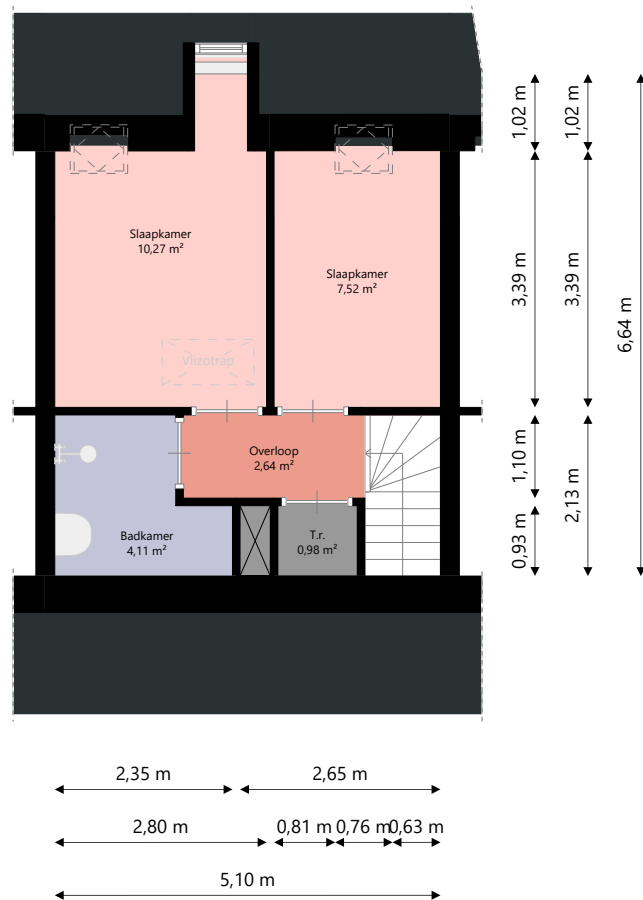 Slaapkamer
10,27 m²
Slaapkamer
7,52 m²
Vlizotrap
Overloop
2,64 m²
Badkamer
4,11 m²
T.r.
0,98 m²
1,02 m
1,02 m
3,39 m
3,39 m
6,64 m
1,10 m
2,13 m
0,93 m
2,35 m
2,65 m
2,80 m
0,81 m
0,76 m
0,63 m
5,10 m